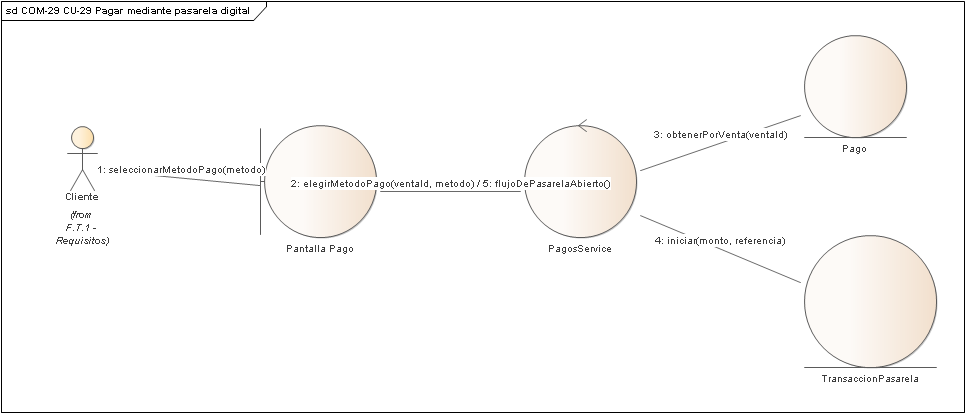 sd COM-29 CU-29 Pagar mediante pasarela digital
3: obtenerPorVenta(ventaId)
Pago
1: seleccionarMetodoPago(metodo)
2: elegirMetodoPago(ventaId, metodo) / 5: flujoDePasarelaAbierto()
Cliente
(from
F.T.1 -
Requisitos)
Pantalla Pago
PagosService
4: iniciar(monto, referencia)
TransaccionPasarela